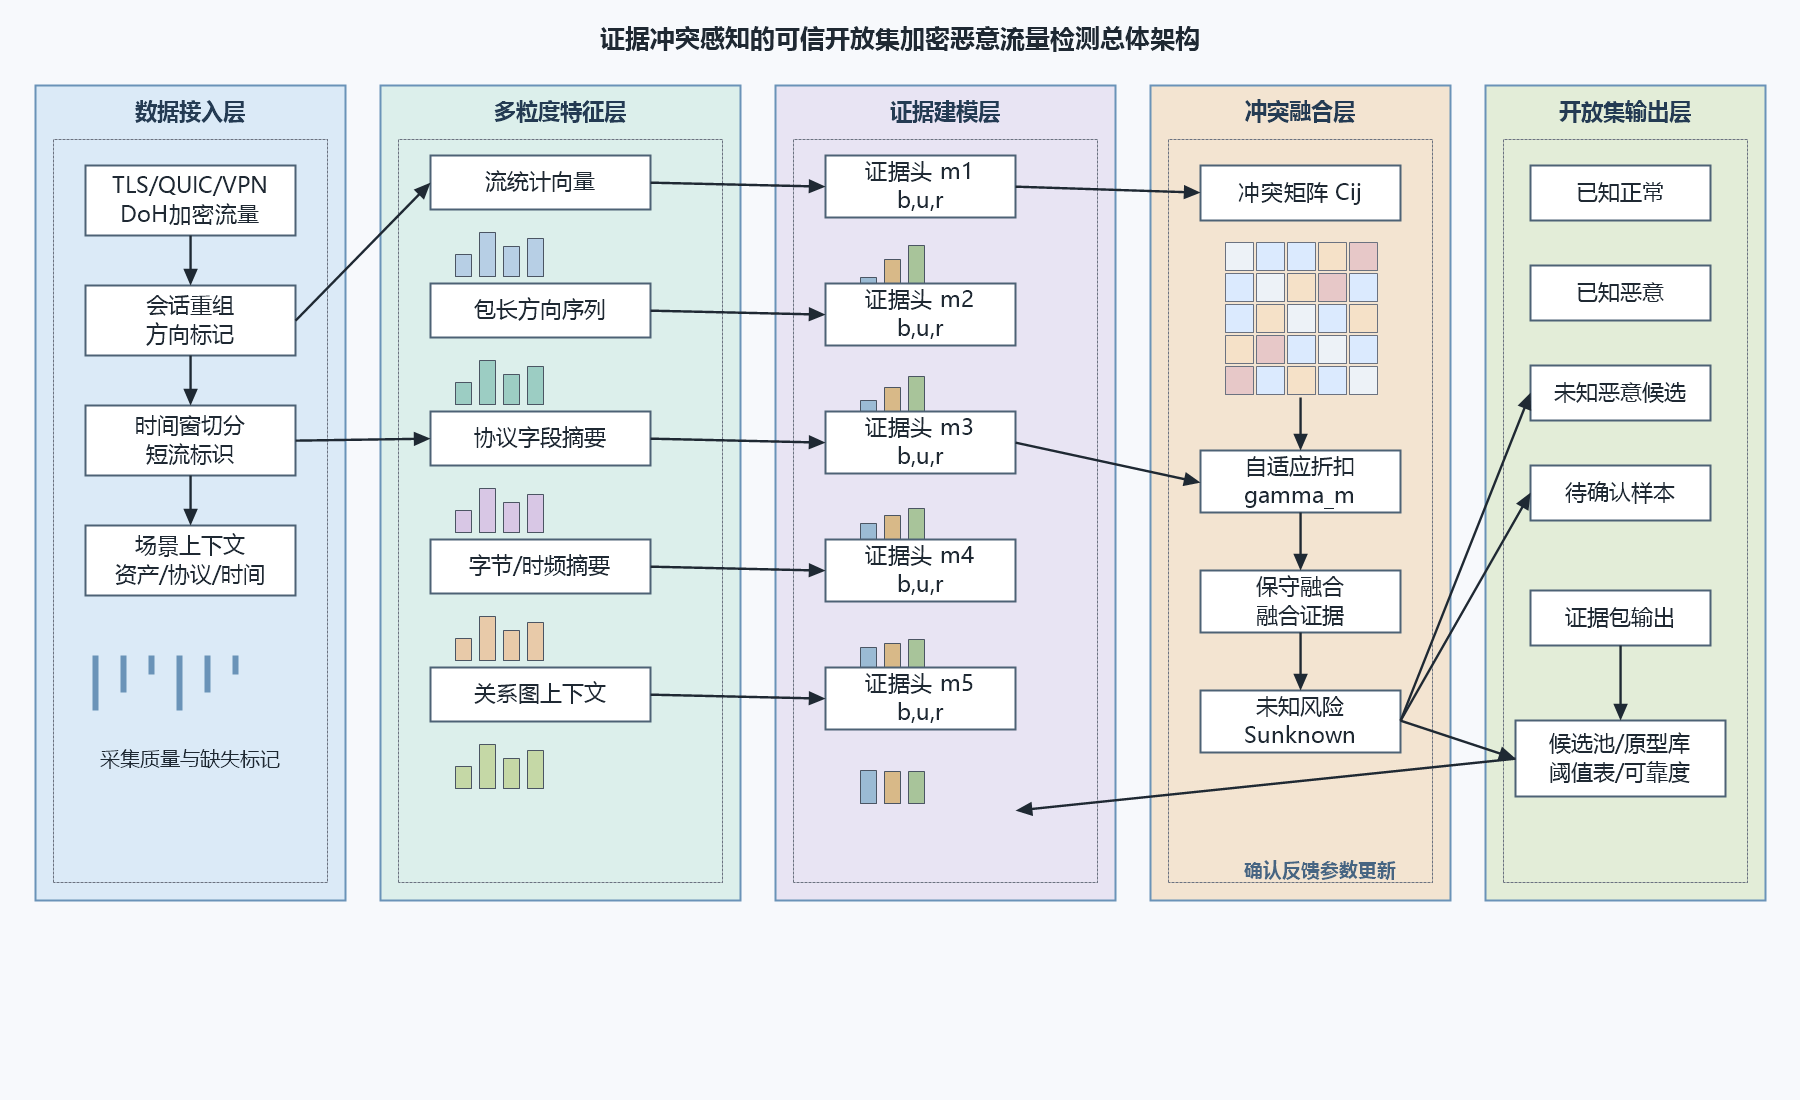 证据冲突感知的可信开放集加密恶意流量检测总体架构
数据接入层
TLS/QUIC/VPN
DoH加密流量
会话重组
方向标记
时间窗切分
短流标识
场景上下文
资产/协议/时间
采集质量与缺失标记
多粒度特征层
流统计向量
包长方向序列
协议字段摘要
字节/时频摘要
关系图上下文
证据建模层
证据头 m1
b,u,r
证据头 m2
b,u,r
证据头 m3
b,u,r
证据头 m4
b,u,r
证据头 m5
b,u,r
冲突融合层
冲突矩阵 Cij
自适应折扣
gamma_m
保守融合
融合证据
未知风险
Sunknown
确认反馈参数更新
开放集输出层
已知正常
已知恶意
未知恶意候选
待确认样本
证据包输出
候选池/原型库
阈值表/可靠度